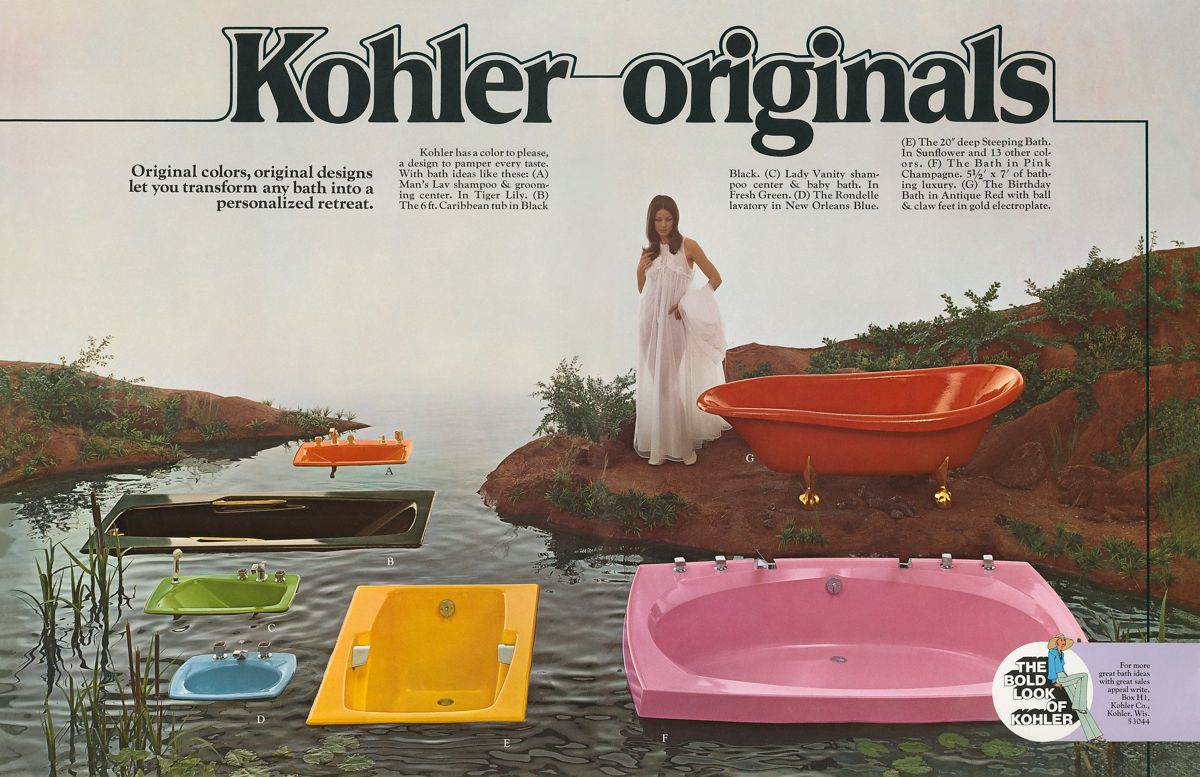 Kohler originals
Original colors, original designs
let you transform any bath into a
personalized retreat.
Kohler has a color to please,
a design to pamper every taste.
With bath ideas like these: (A)
Man's Lav shampoo & groom-
ing center. In Tiger Lily. (B)
The 6 ft. Caribbean tub in Black
Black. (C) Lady Vanity sham-
poo center & baby bath. In
Fresh Green. (D) The Rondelle
lavatory in New Orleans Blue.
(E) The 20" deep Steeping Bath.
In Sunflower and 13 other col-
ors. (F) The Bath in Pink
Champagne. 5½' x 7' of bath-
ing luxury. (G) The Birthday
Bath in Antique Red with ball
& claw feet in gold electroplate.
A
G
B
C
D
E
F
THE
BOLD
LOOK
OF
KOHLER
For more
great bath ideas
with great sales
appeal write,
Box H1,
Kohler Co.,
Kohler, Wis.
53044